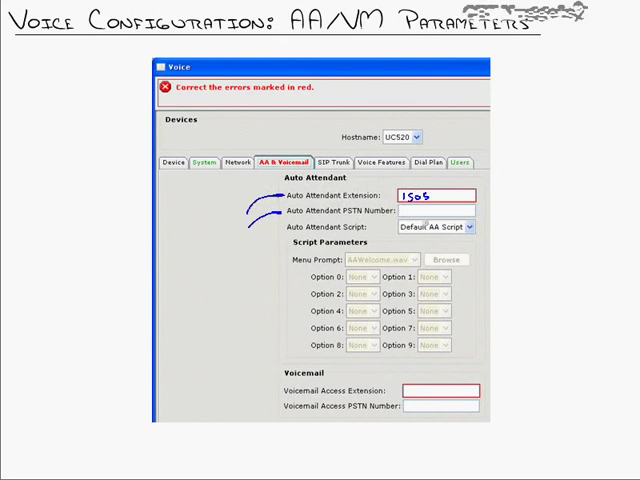 VOICE CONFIGURATION: AA/VM PARAMETERS
Voice
Correct the errors marked in red.
Devices
Hostname: UC520
Device System Network AA & Voicemail SIP Trunk Voice Features Dial Plan Users
Auto Attendant
Auto Attendant Extension: 1505
Auto Attendant PSTN Number:
Auto Attendant Script: Default AA Script
Script Parameters
Menu Prompt: AAWelcome.wav Browse
Option 0: None Option 1: None
Option 2: None Option 3: None
Option 4: None Option 5: None
Option 6: None Option 7: None
Option 8: None Option 9: None
Voicemail
Voicemail Access Extension:
Voicemail Access PSTN Number: